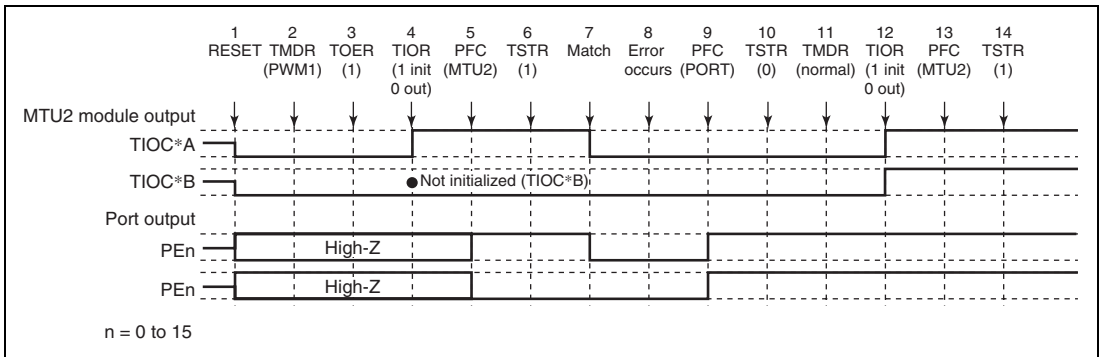 1 2 3 4 5 6 7 8 9 10 11 12 13 14
RESET TMDR TOER TIOR PFC TSTR Match Error PFC TSTR TMDR TIOR PFC TSTR
(PWM1) (1) (1 init (MTU2) (1) occurs (PORT) (0) (normal) (1 init (MTU2) (1)
0 out) 0 out)
MTU2 module output
TIOC*A
TIOC*B
Not initialized (TIOC*B)
Port output
PEn
High-Z
PEn
High-Z
n = 0 to 15